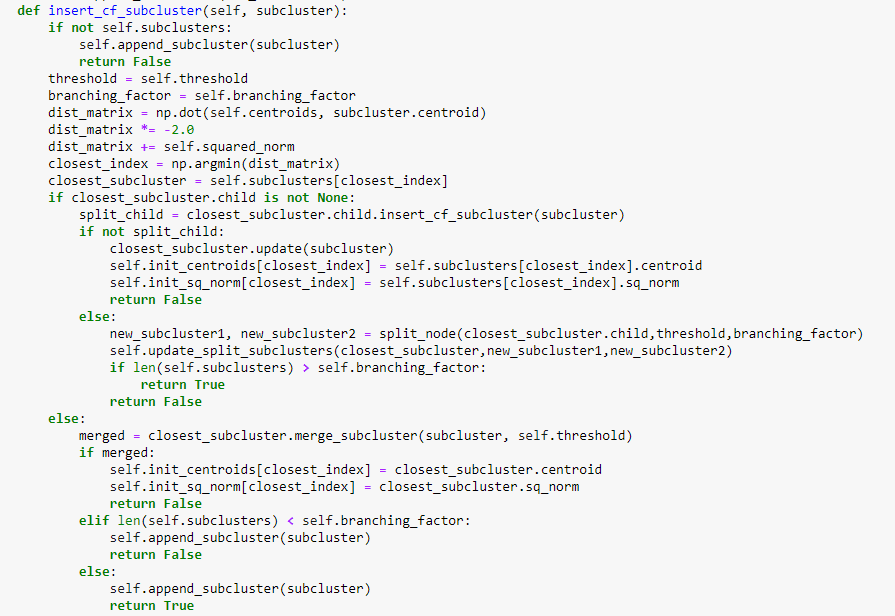 def insert_cf_subcluster(self, subcluster):
    if not self.subclusters:
        self.append_subcluster(subcluster)
        return False
    threshold = self.threshold
    branching_factor = self.branching_factor
    dist_matrix = np.dot(self.centroids, subcluster.centroid)
    dist_matrix *= -2.0
    dist_matrix += self.squared_norm
    closest_index = np.argmin(dist_matrix)
    closest_subcluster = self.subclusters[closest_index]
    if closest_subcluster.child is not None:
        split_child = closest_subcluster.child.insert_cf_subcluster(subcluster)
        if not split_child:
            closest_subcluster.update(subcluster)
            self.init_centroids[closest_index] = self.subclusters[closest_index].centroid
            self.init_sq_norm[closest_index] = self.subclusters[closest_index].sq_norm
            return False
        else:
            new_subcluster1, new_subcluster2 = split_node(closest_subcluster.child,threshold,branching_factor)
            self.update_split_subclusters(closest_subcluster,new_subcluster1,new_subcluster2)
            if len(self.subclusters) > self.branching_factor:
                return True
            return False
    else:
        merged = closest_subcluster.merge_subcluster(subcluster, self.threshold)
        if merged:
            self.init_centroids[closest_index] = closest_subcluster.centroid
            self.init_sq_norm[closest_index] = closest_subcluster.sq_norm
            return False
        elif len(self.subclusters) < self.branching_factor:
            self.append_subcluster(subcluster)
            return False
        else:
            self.append_subcluster(subcluster)
            return True